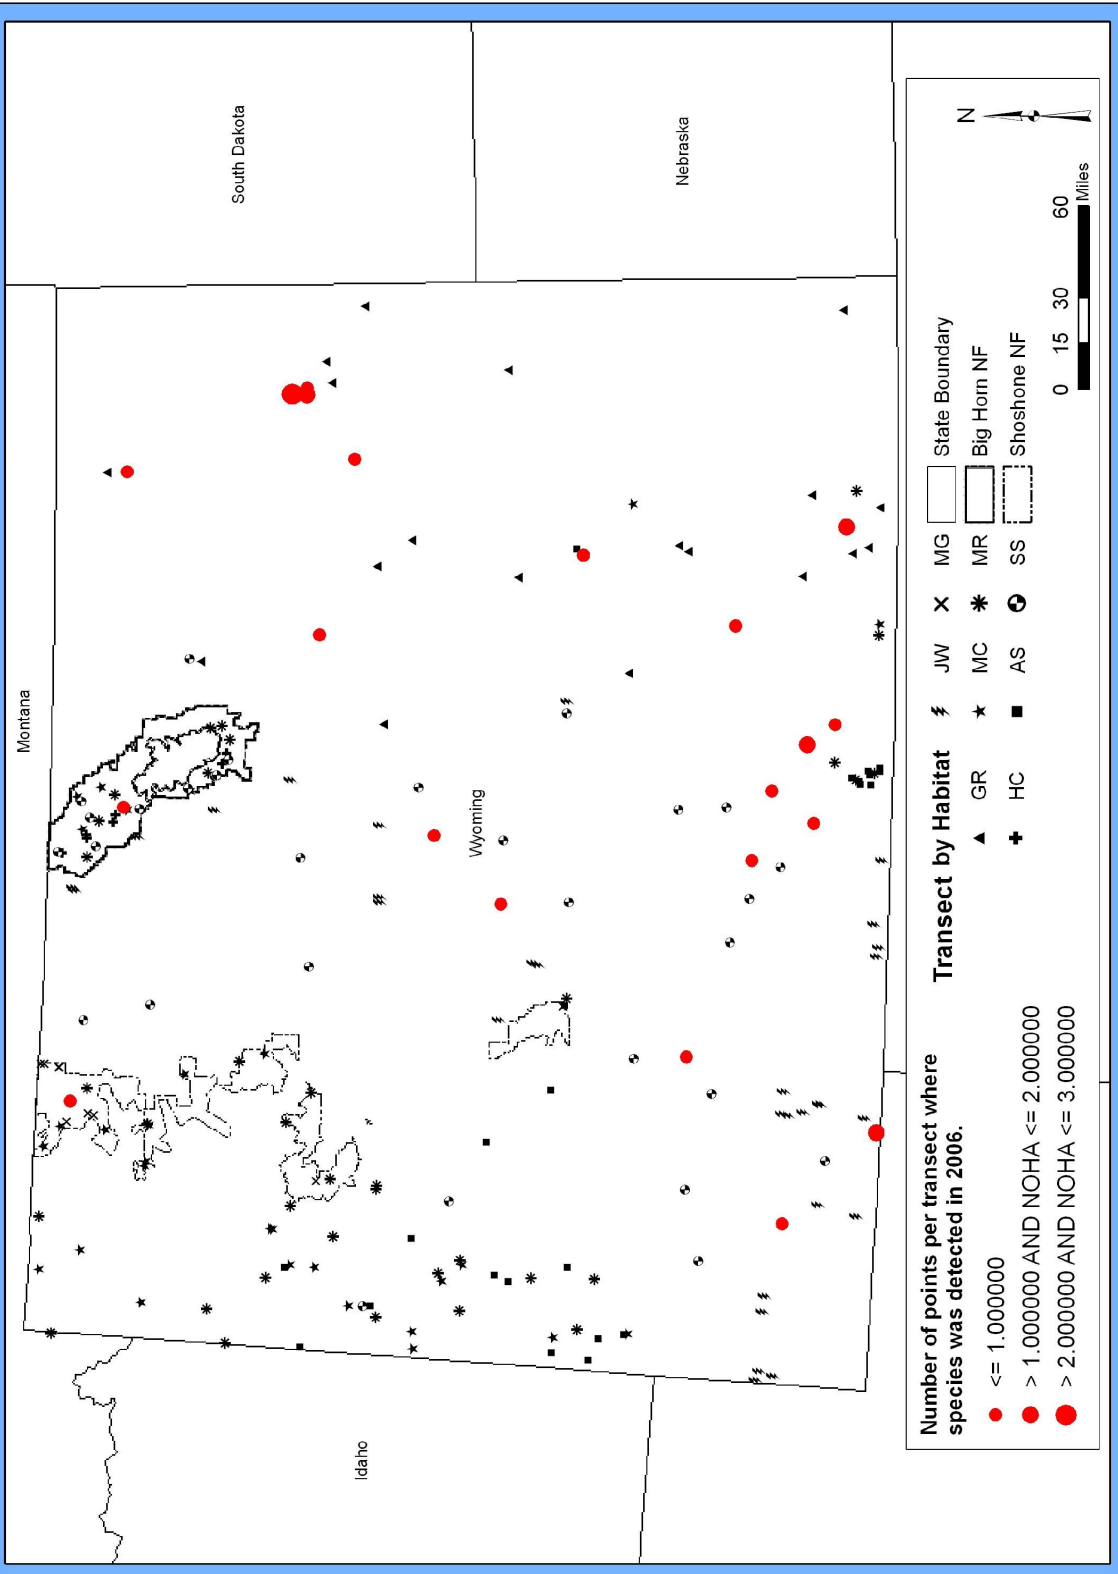 Montana
South Dakota
Wyoming
Nebraska
Idaho
Number of points per transect where
species was detected in 2006.
<= 1.000000
> 1.000000 AND NOHA <= 2.000000
> 2.000000 AND NOHA <= 3.000000
Transect by Habitat
GR
HC
JW
MC
AS
MG
MR
SS
State Boundary
Big Horn NF
Shoshone NF
N
0 15 30 60
Miles